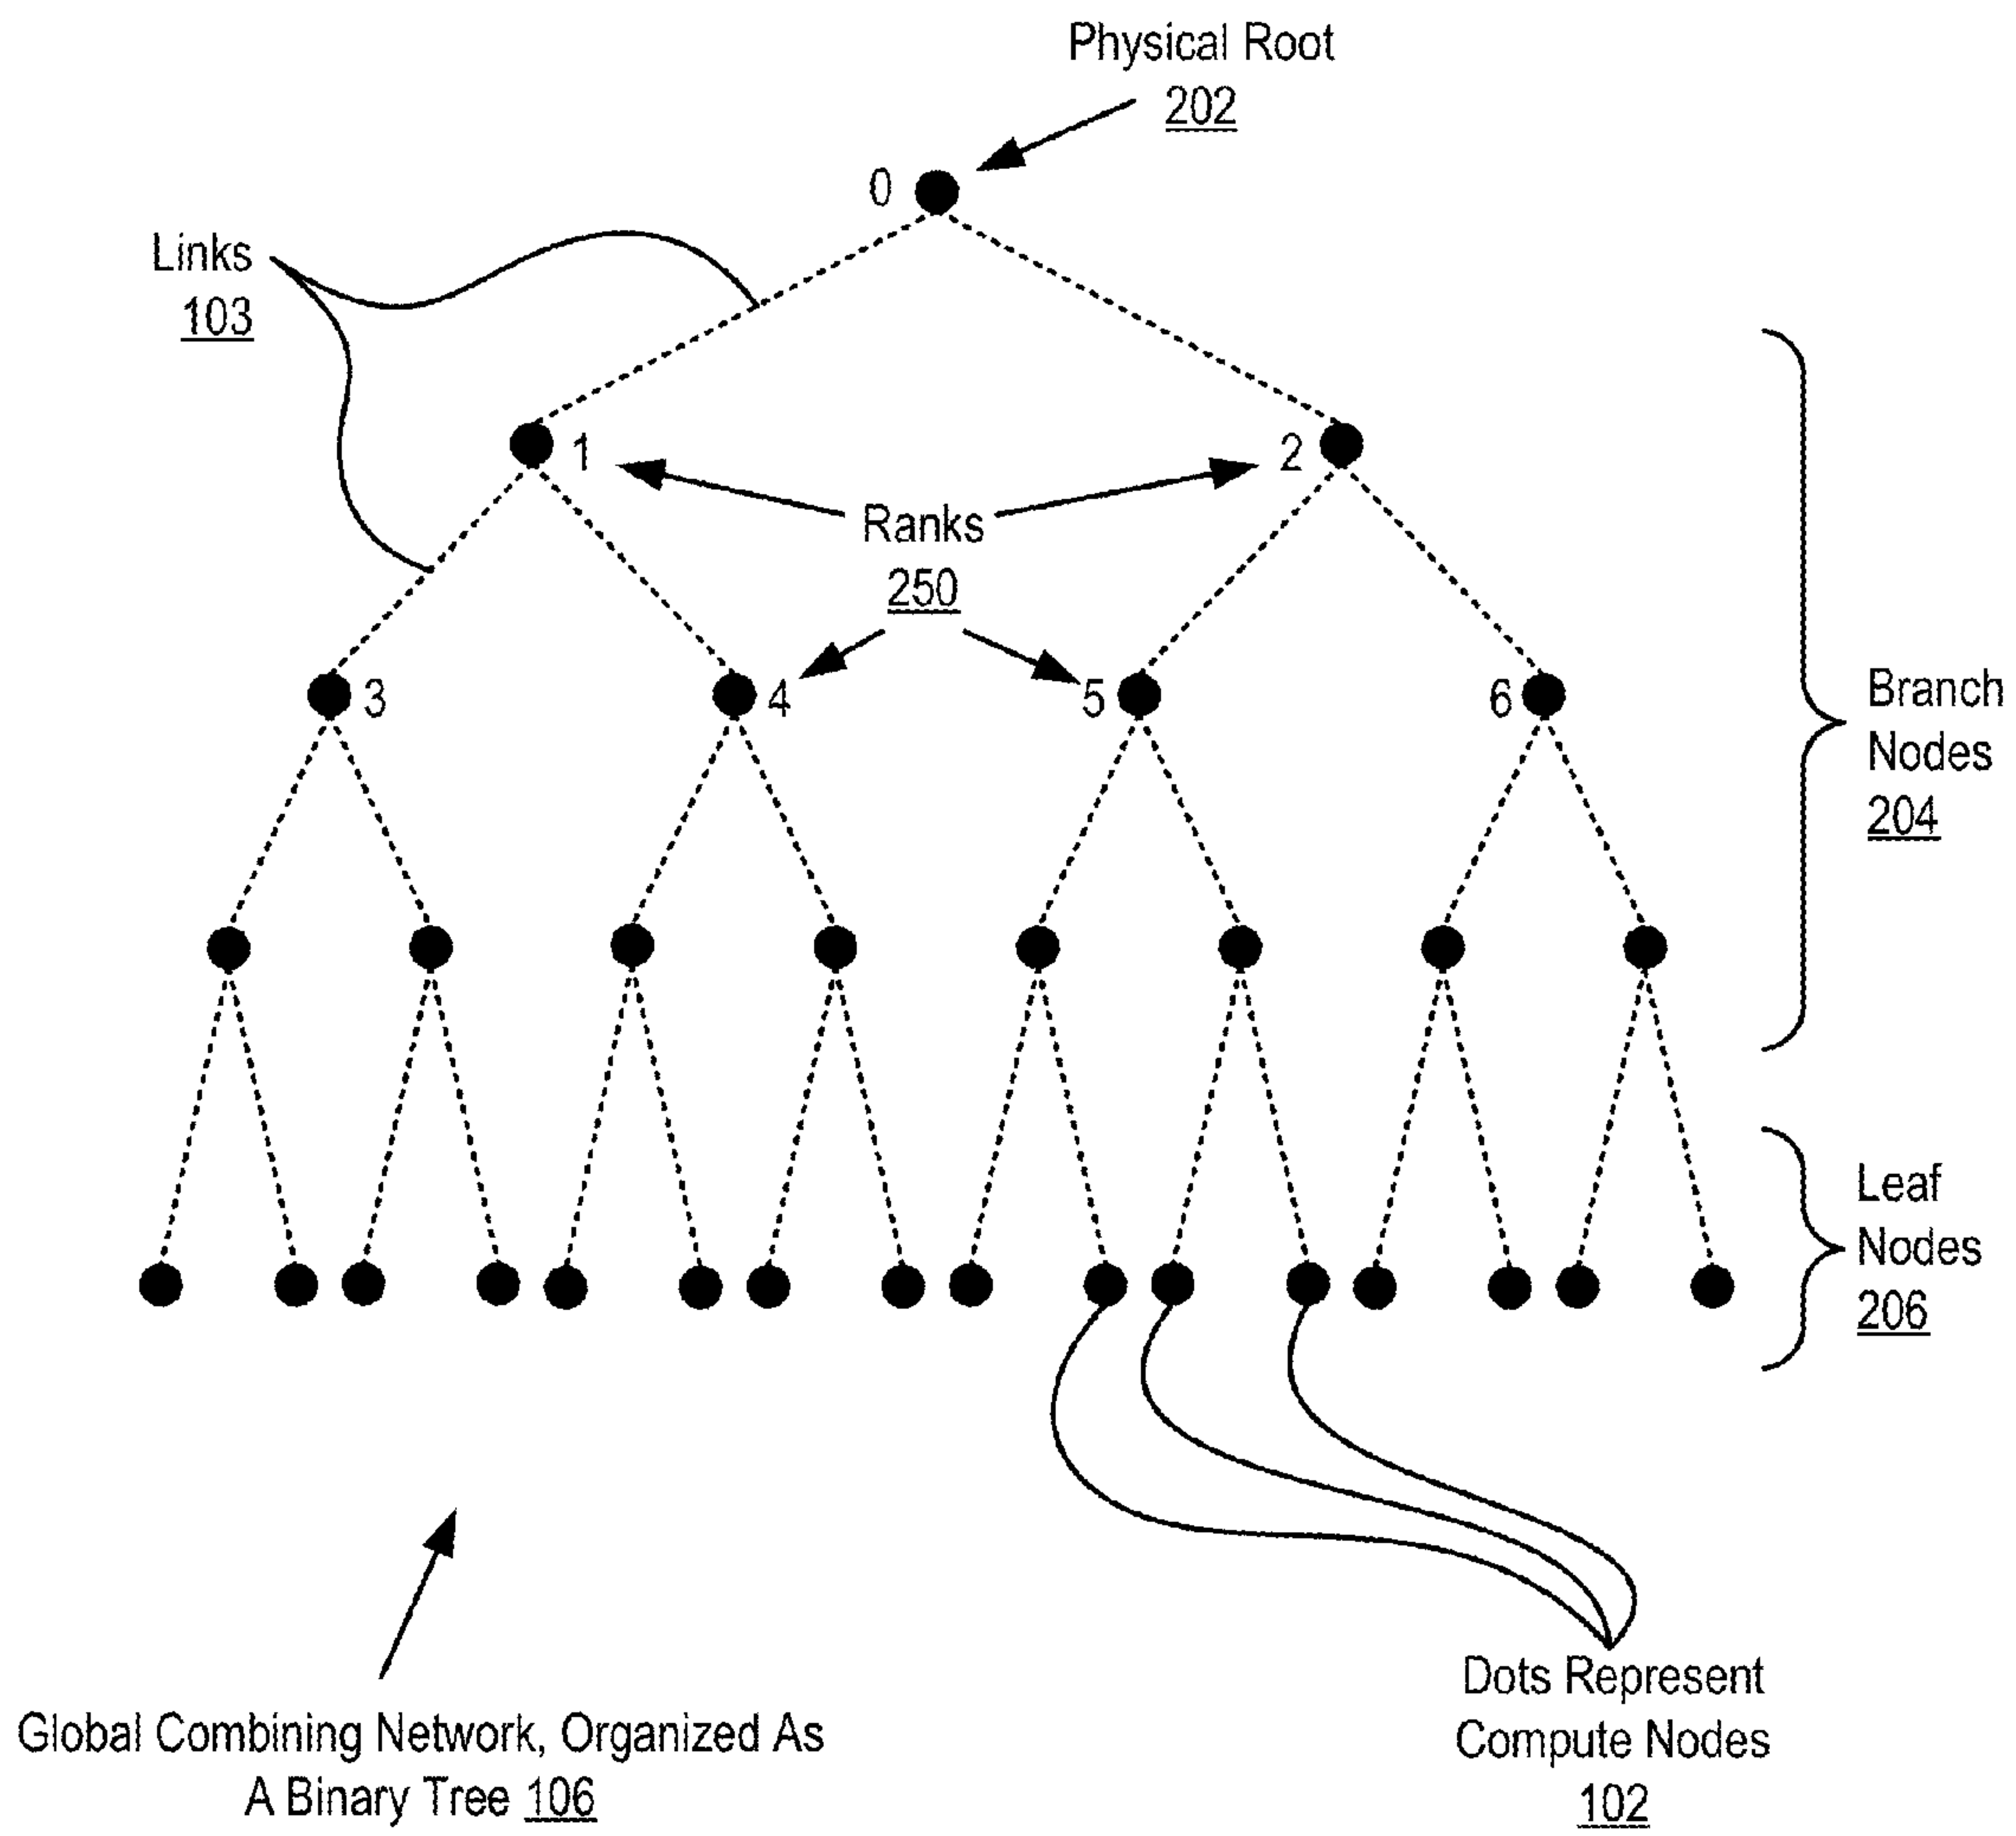 Physical Root
202
0
Links
103
1
2
Ranks
250
3
4
5
6
Branch
Nodes
204
Leaf
Nodes
206
Dots Represent
Compute Nodes
102
Global Combining Network, Organized As
A Binary Tree 106